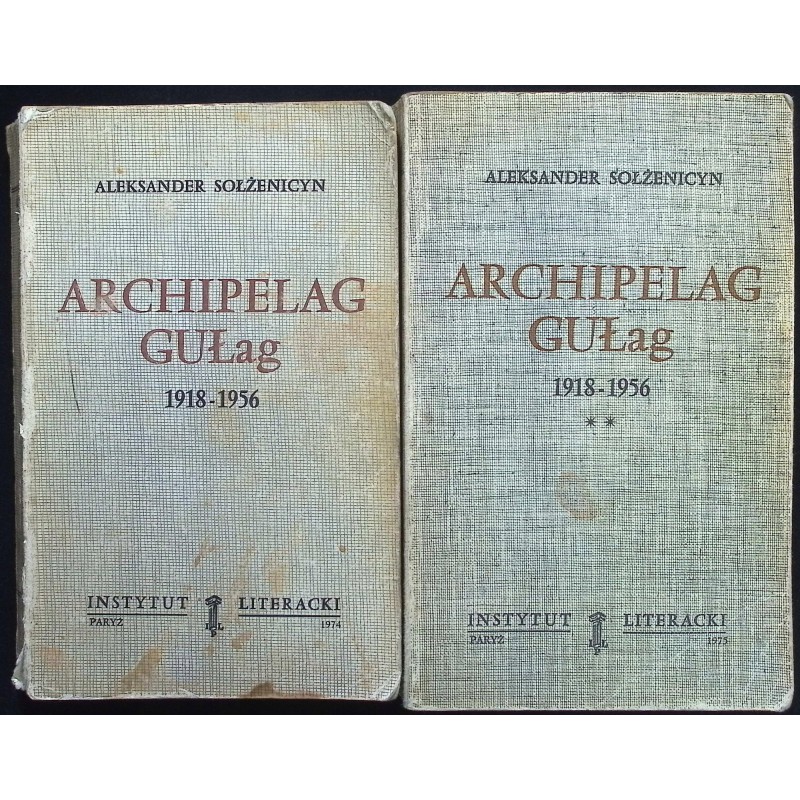 ALEKSANDER SOŁŻENICYN
ARCHIPELAG
GUŁag
1918-1956
INSTYTUT LITERACKI
PARYŻ 1974
ALEKSANDER SOŁŻENICYN
ARCHIPELAG
GUŁag
1918-1956
**
INSTYTUT LITERACKI
PARYŻ 1975